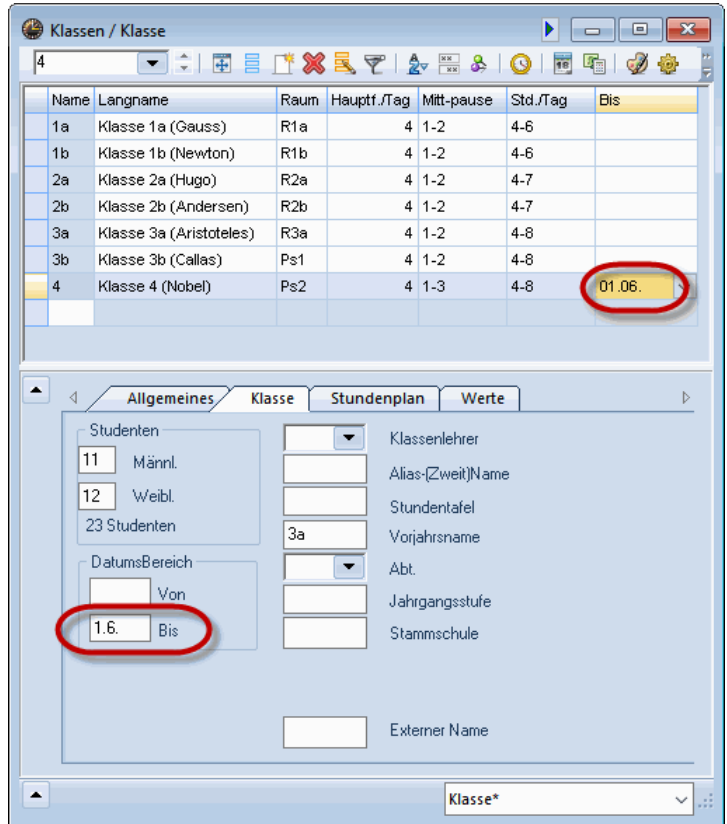 Klassen / Klasse
4
Name Langname Raum Hauptf./Tag Mitt-pause Std./Tag Bis
1a Klasse 1a (Gauss) R1a 4 1-2 4-6
1b Klasse 1b (Newton) R1b 4 1-2 4-6
2a Klasse 2a (Hugo) R2a 4 1-2 4-7
2b Klasse 2b (Andersen) R2b 4 1-2 4-7
3a Klasse 3a (Aristoteles) R3a 4 1-2 4-8
3b Klasse 3b (Callas) Ps1 4 1-2 4-8
4 Klasse 4 (Nobel) Ps2 4 1-3 4-8 01.06.
Allgemeines Klasse Stundenplan Werte
Studenten
11 Männl.
12 Weibl.
23 Studenten
DatumsBereich
Von
1.6. Bis
Klassenlehrer
Alias-(Zweit)Name
Stundentafel
3a Vorjahrsname
Abt.
Jahrgangsstufe
Stammschule
Externer Name
Klasse*